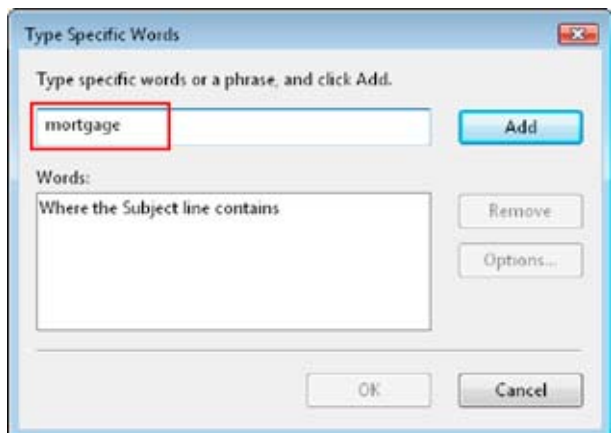 Type Specific Words
Type specific words or a phrase, and click Add.
mortgage
Add
Words:
Where the Subject line contains
Remove
Options...
OK
Cancel